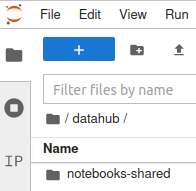 File Edit View Run
+
Filter files by name
/ datahub /
Name
IP
notebooks-shared